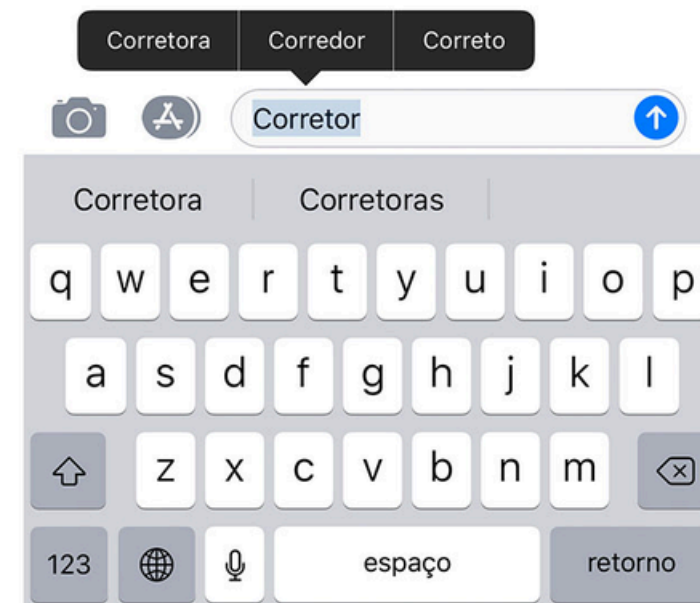 Corretora Corredor Correto
Corretor
Corretora Corretoras
q w e r t y u i o p
a s d f g h j k l
z x c v b n m
123 espaço retorno